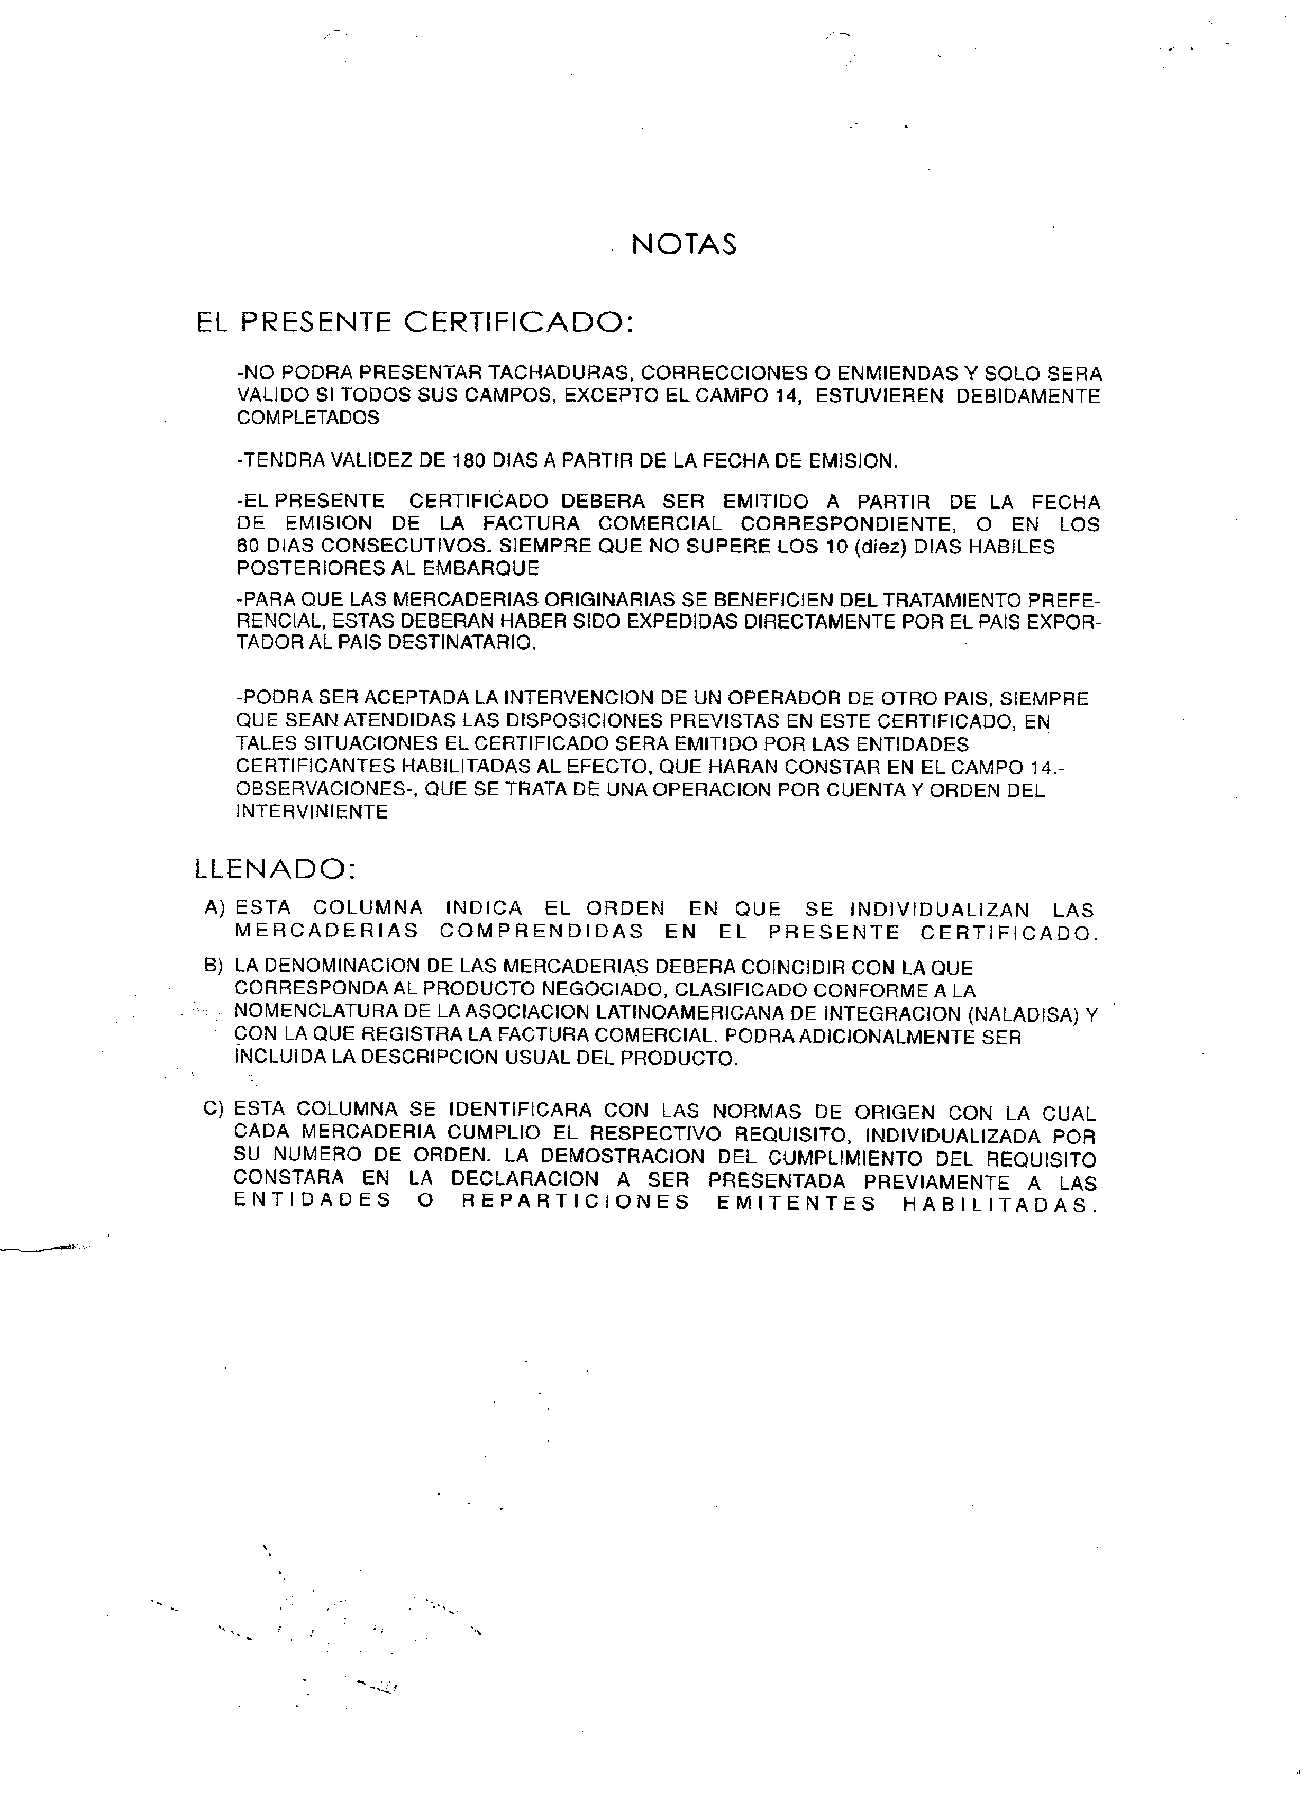 NOTAS
EL PRESENTE CERTIFICADO:
-NO PODRA PRESENTAR TACHADURAS, CORRECCIONES O ENMIENDAS Y SOLO SERA
VALIDO SI TODOS SUS CAMPOS, EXCEPTO EL CAMPO 14, ESTUVIEREN DEBIDAMENTE
COMPLETADOS
-TENDRA VALIDEZ DE 180 DIAS A PARTIR DE LA FECHA DE EMISION.
-EL PRESENTE CERTIFICADO DEBERA SER EMITIDO A PARTIR DE LA FECHA
DE EMISION DE LA FACTURA COMERCIAL CORRESPONDIENTE, O EN LOS
60 DIAS CONSECUTIVOS. SIEMPRE QUE NO SUPERE LOS 10 (diez) DIAS HABILES
POSTERIORES AL EMBARQUE
-PARA QUE LAS MERCADERIAS ORIGINARIAS SE BENEFICIEN DEL TRATAMIENTO PREFE-
RENCIAL, ESTAS DEBERAN HABER SIDO EXPEDIDAS DIRECTAMENTE POR EL PAIS EXPOR-
TADOR AL PAIS DESTINATARIO.
-PODRA SER ACEPTADA LA INTERVENCION DE UN OPERADOR DE OTRO PAIS, SIEMPRE
QUE SEAN ATENDIDAS LAS DISPOSICIONES PREVISTAS EN ESTE CERTIFICADO, EN
TALES SITUACIONES EL CERTIFICADO SERA EMITIDO POR LAS ENTIDADES
CERTIFICANTES HABILITADAS AL EFECTO, QUE HARAN CONSTAR EN EL CAMPO 14.-
OBSERVACIONES-, QUE SE TRATA DE UNA OPERACION POR CUENTA Y ORDEN DEL
INTERVINIENTE
LLENADO:
A) ESTA COLUMNA INDICA EL ORDEN EN QUE SE INDIVIDUALIZAN LAS
MERCADERIAS COMPRENDIDAS EN EL PRESENTE CERTIFICADO.
B) LA DENOMINACION DE LAS MERCADERIAS DEBERA COINCIDIR CON LA QUE
CORRESPONDA AL PRODUCTO NEGOCIADO, CLASIFICADO CONFORME A LA
NOMENCLATURA DE LA ASOCIACION LATINOAMERICANA DE INTEGRACION (NALADISA) Y
CON LA QUE REGISTRA LA FACTURA COMERCIAL. PODRA ADICIONALMENTE SER
INCLUIDA LA DESCRIPCION USUAL DEL PRODUCTO.
C) ESTA COLUMNA SE IDENTIFICARA CON LAS NORMAS DE ORIGEN CON LA CUAL
CADA MERCADERIA CUMPLIO EL RESPECTIVO REQUISITO, INDIVIDUALIZADA POR
SU NUMERO DE ORDEN. LA DEMOSTRACION DEL CUMPLIMIENTO DEL REQUISITO
CONSTARA EN LA DECLARACION A SER PRESENTADA PREVIAMENTE A LAS
ENTIDADES O REPARTICIONES EMITENTES HABILITADAS.